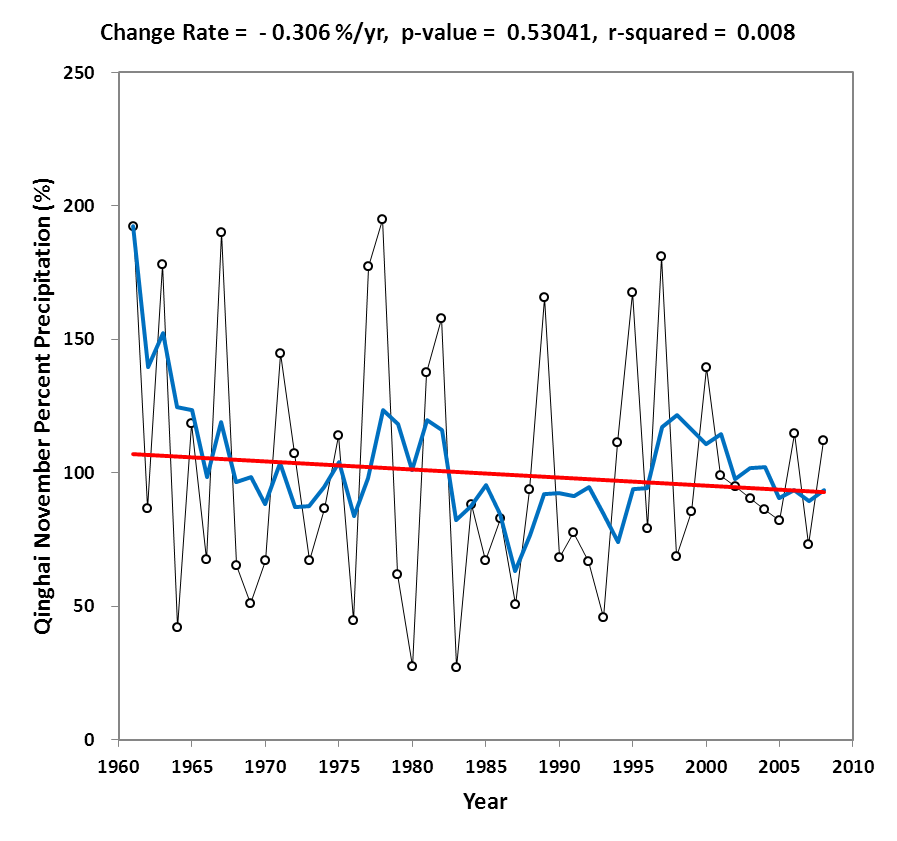 Change Rate = - 0.306 %/yr, p-value = 0.53041, r-squared = 0.008
250
200
150
100
50
0
Qinghai November Percent Precipitation (%)
1960 1965 1970 1975 1980 1985 1990 1995 2000 2005 2010
Year